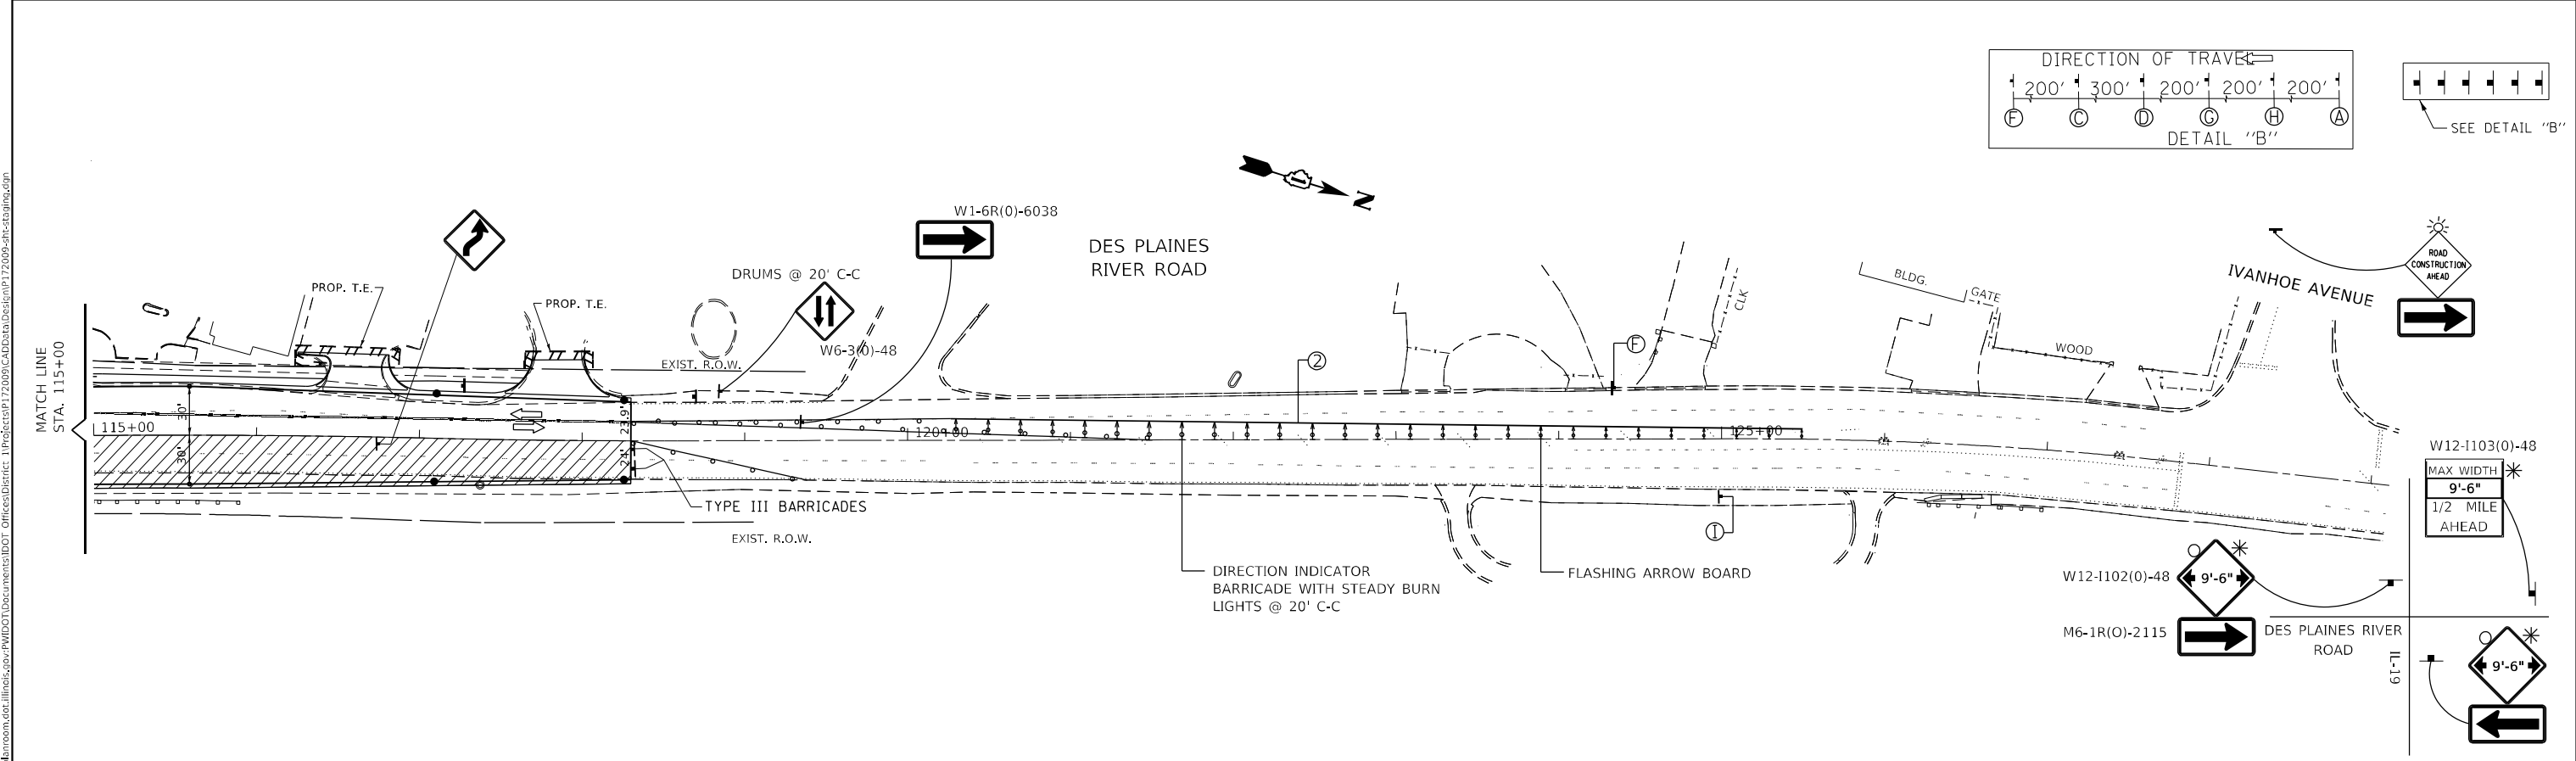 DIRECTION OF TRAVEL
200' 300' 200' 200' 200'
F C D G H A
DETAIL "B"
SEE DETAIL "B"
N
W1-6R(0)-6038
DES PLAINES
RIVER ROAD
DRUMS @ 20' C-C
W6-3(0)-48
PROP. T.E.
PROP. T.E.
EXIST. R.O.W.
MATCH LINE
STA. 115+00
115+00
30'
30'
23.9'
24'
120+00
125+00
2
F
I
CLK
BLDG.
GATE
WOOD
IVANHOE AVENUE
ROAD
CONSTRUCTION
AHEAD
TYPE III BARRICADES
EXIST. R.O.W.
DIRECTION INDICATOR
BARRICADE WITH STEADY BURN
LIGHTS @ 20' C-C
FLASHING ARROW BOARD
W12-I103(0)-48
MAX WIDTH
9'-6"
1/2 MILE
AHEAD
W12-I102(0)-48
9'-6"
M6-1R(O)-2115
DES PLAINES RIVER
ROAD
IL-19
9'-6"